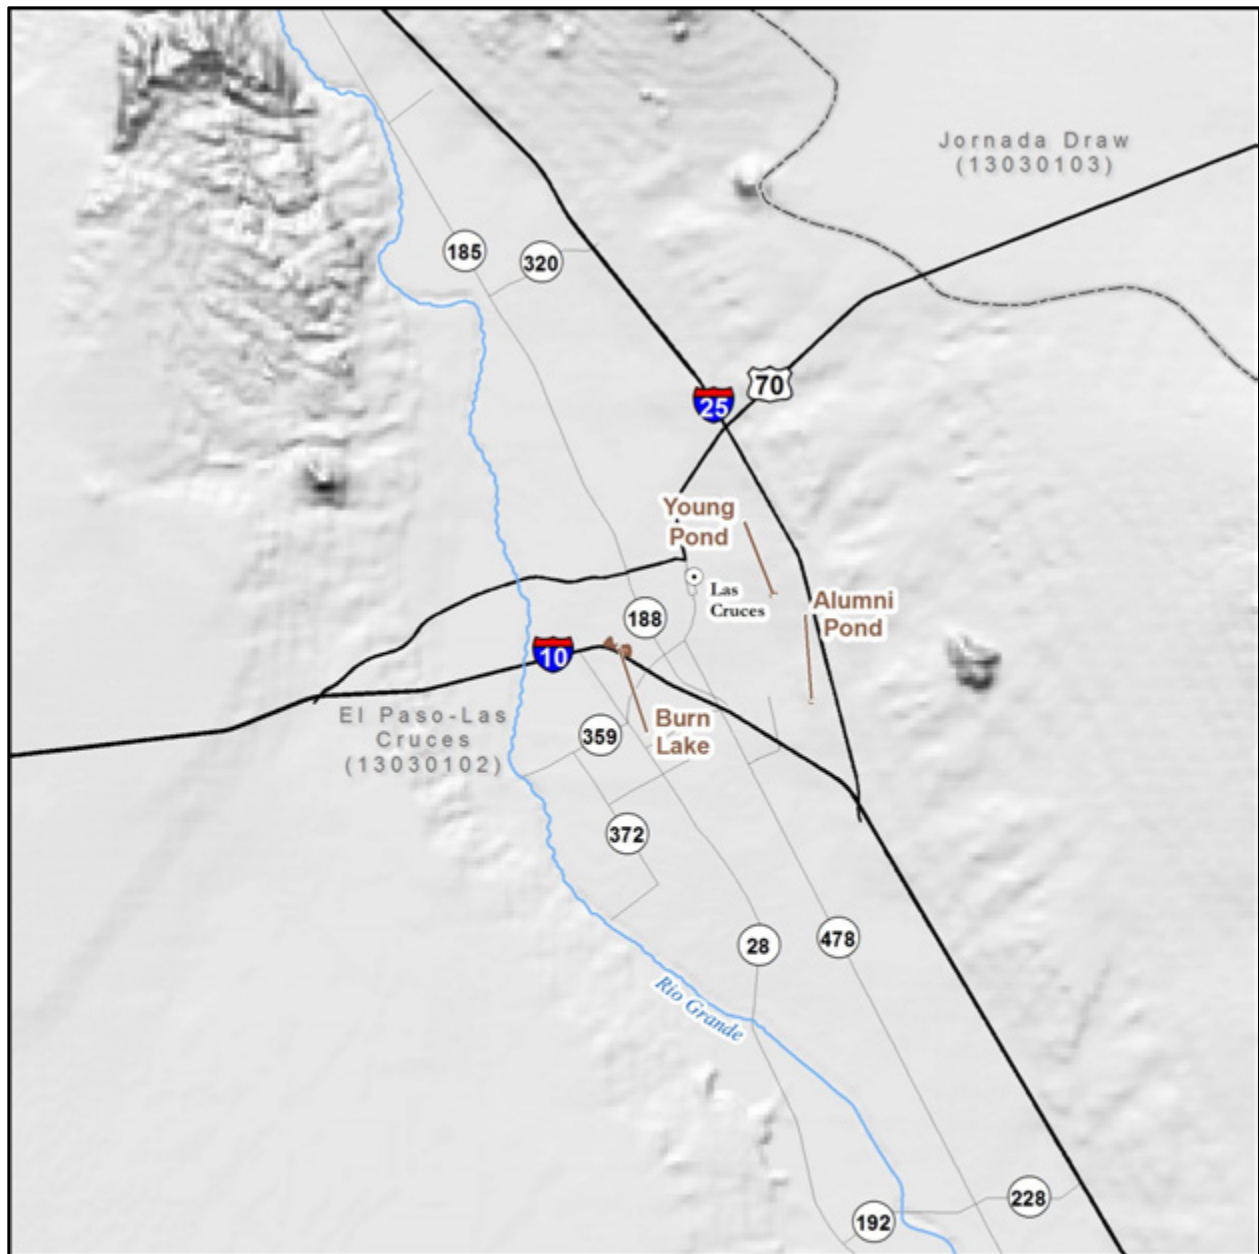 Jornada Draw
(13030103)
185
320
70
25
Young
Pond
Las
Cruces
Alumni
Pond
188
10
El Paso-Las
Cruces
(13030102)
359
Burn
Lake
372
28
478
Rio Grande
228
192